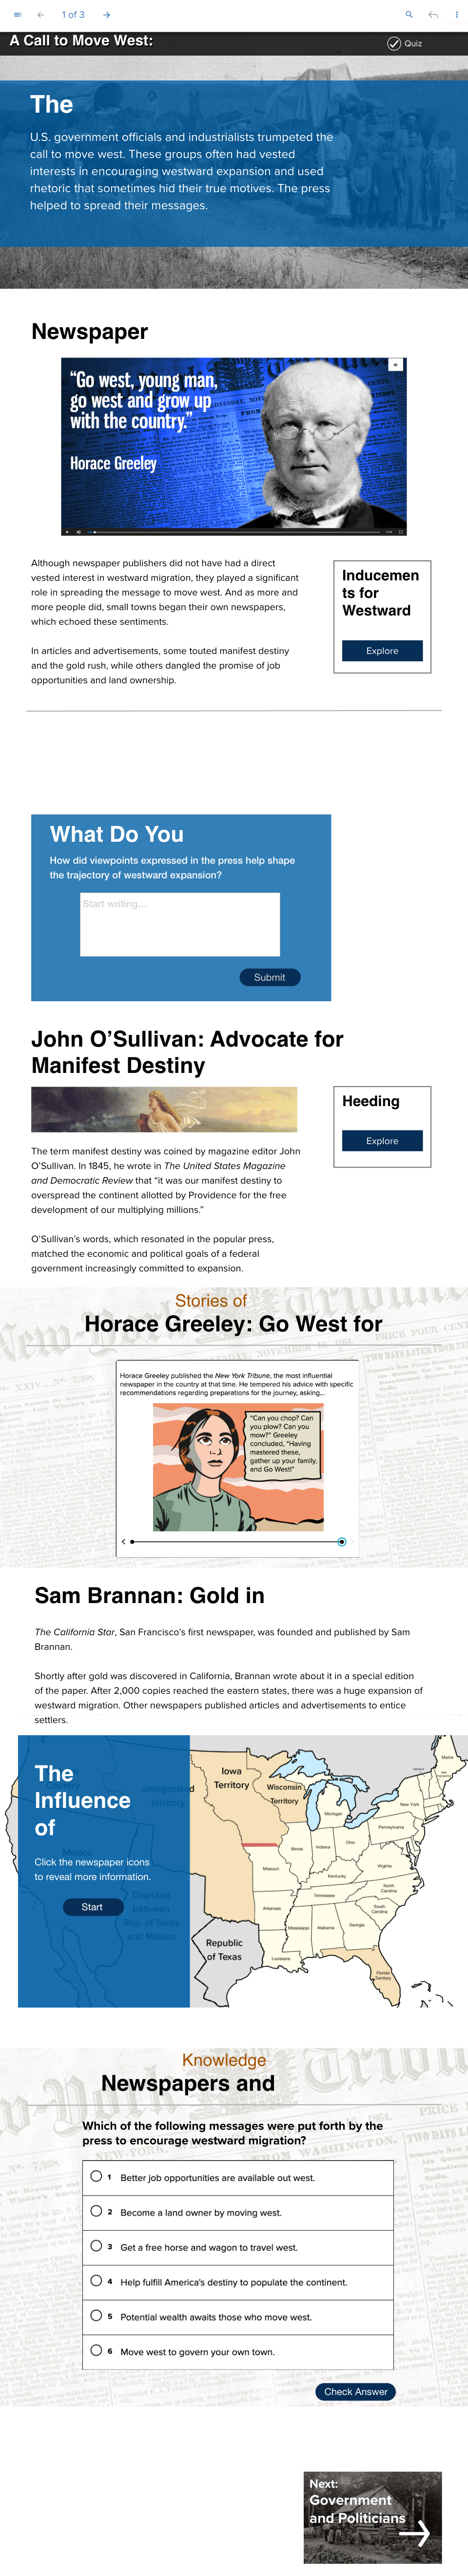 1 of 3
A Call to Move West:
Quiz
The
U.S. government officials and industrialists trumpeted the
call to move west. These groups often had vested
interests in encouraging westward expansion and used
rhetoric that sometimes hid their true motives. The press
helped to spread their messages.
Newspaper
“Go west, young man,
go west and grow up
with the country.”
Horace Greeley
Although newspaper publishers did not have had a direct
vested interest in westward migration, they played a significant
role in spreading the message to move west. And as more and
more people did, small towns began their own newspapers,
which echoed these sentiments.
In articles and advertisements, some touted manifest destiny
and the gold rush, while others dangled the promise of job
opportunities and land ownership.
Inducemen
ts for
Westward
Explore
What Do You
How did viewpoints expressed in the press help shape
the trajectory of westward expansion?
Start writing...
Submit
John O’Sullivan: Advocate for
Manifest Destiny
The term manifest destiny was coined by magazine editor John
O’Sullivan. In 1845, he wrote in The United States Magazine
and Democratic Review that “it was our manifest destiny to
overspread the continent allotted by Providence for the free
development of our multiplying millions.”
O’Sullivan’s words, which resonated in the popular press,
matched the economic and political goals of a federal
government increasingly committed to expansion.
Heeding
Explore
Stories of
Horace Greeley: Go West for
Horace Greeley published the New York Tribune, the most influential
newspaper in the country at that time. He tempered his advice with specific
recommendations regarding preparations for the journey, asking...
“Can you chop? Can
you plow? Can you
mow?” Greeley
concluded, “Having
mastered these,
gather up your family,
and Go West!”
Sam Brannan: Gold in
The California Star, San Francisco’s first newspaper, was founded and published by Sam
Brannan.
Shortly after gold was discovered in California, Brannan wrote about it in a special edition
of the paper. After 2,000 copies reached the eastern states, there was a huge expansion of
westward migration. Other newspapers published articles and advertisements to entice
settlers.
The
Influence
of
Click the newspaper icons
to reveal more information.
Start
Country
unorganized
territory
Mexico
Disputed
between
Rep. of Texas
and Mexico
Iowa
Territory
Wisconsin
Territory
Michigan
Maine
New York
Pennsylvania
Illinois
Indiana
Ohio
Missouri
Kentucky
Virginia
North
Carolina
Tennessee
South
Carolina
Arkansas
Mississippi
Alabama
Georgia
Louisiana
Florida
Territory
Republic
of Texas
Knowledge
Newspapers and
Which of the following messages were put forth by the
press to encourage westward migration?
1 Better job opportunities are available out west.
2 Become a land owner by moving west.
3 Get a free horse and wagon to travel west.
4 Help fulfill America’s destiny to populate the continent.
5 Potential wealth awaits those who move west.
6 Move west to govern your own town.
Check Answer
Next:
Government
and Politicians